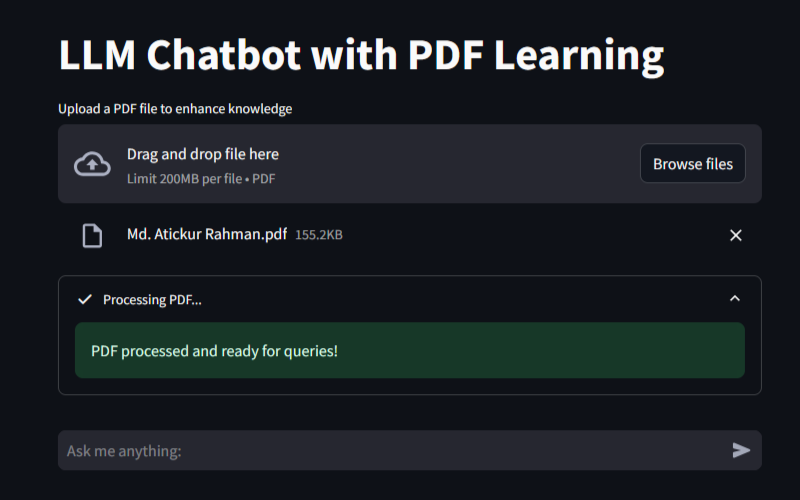 LLM Chatbot with PDF Learning
Upload a PDF file to enhance knowledge
Drag and drop file here
Limit 200MB per file • PDF
Browse files
Md. Atickur Rahman.pdf 155.2KB
Processing PDF...
PDF processed and ready for queries!
Ask me anything: